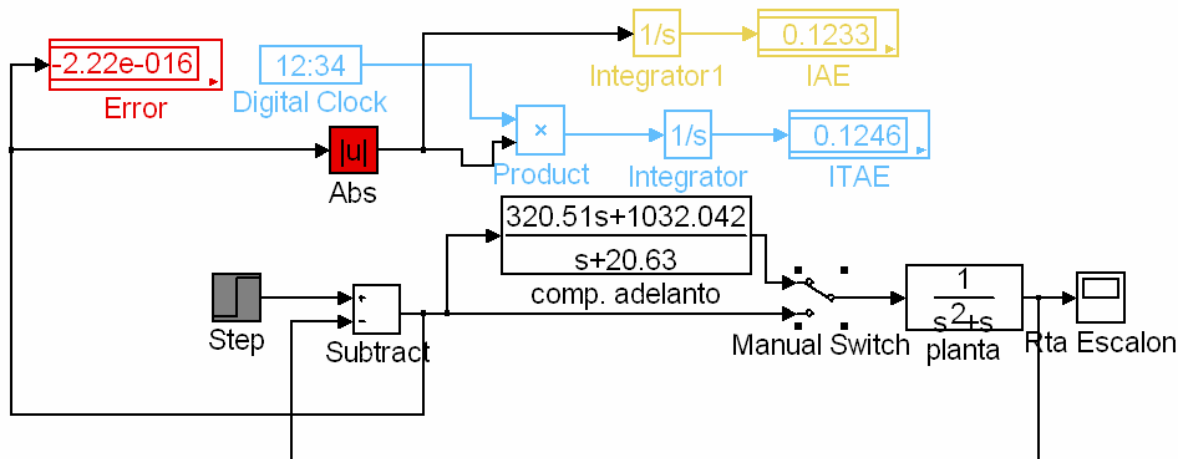 -2.22e-016
Error
12:34
Digital Clock
1/s
Integrator1
0.1233
IAE
|u|
Abs
×
Product
1/s
Integrator
0.1246
ITAE
320.51s+1032.042
s+20.63
comp. adelanto
Step
+
−
Subtract
Manual Switch
1
s2+s
planta
Rta Escalon